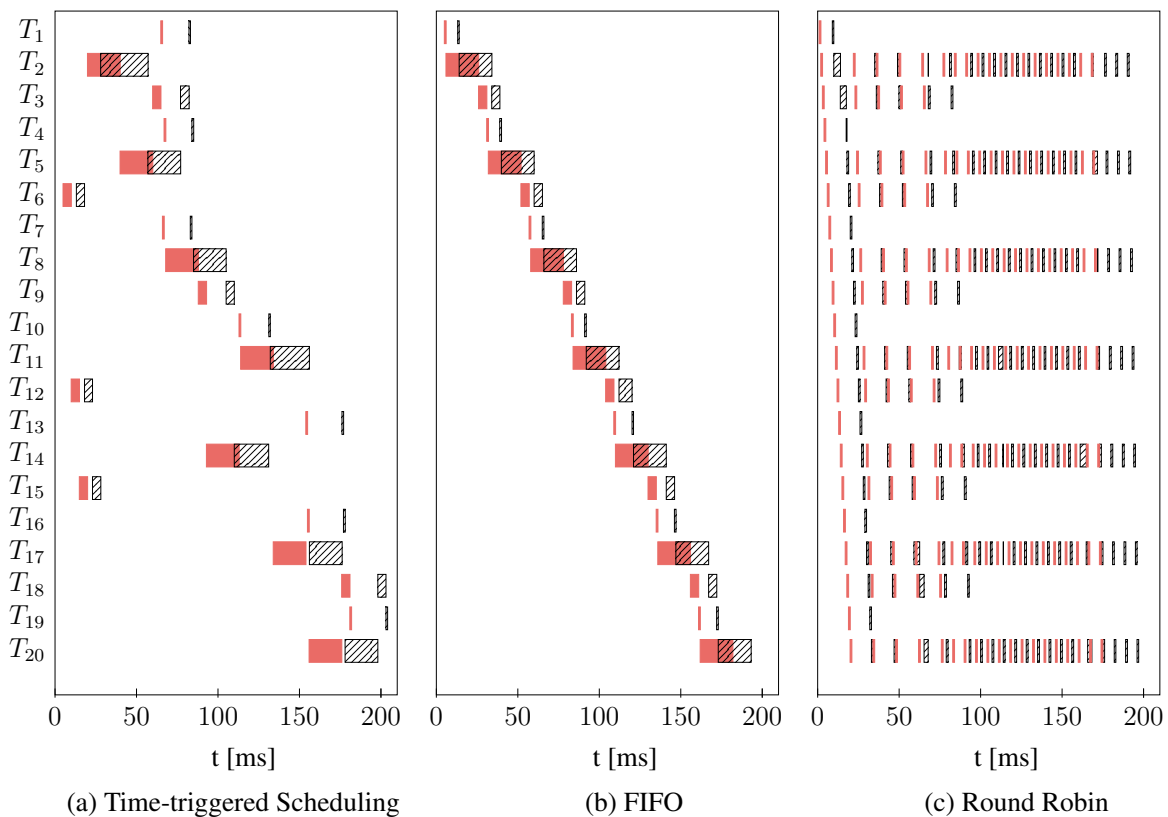 T1
T2
T3
T4
T5
T6
T7
T8
T9
T10
T11
T12
T13
T14
T15
T16
T17
T18
T19
T20
0 50 100 150 200
0 50 100 150 200
0 50 100 150 200
t [ms] t [ms] t [ms]
(a) Time-triggered Scheduling (b) FIFO (c) Round Robin